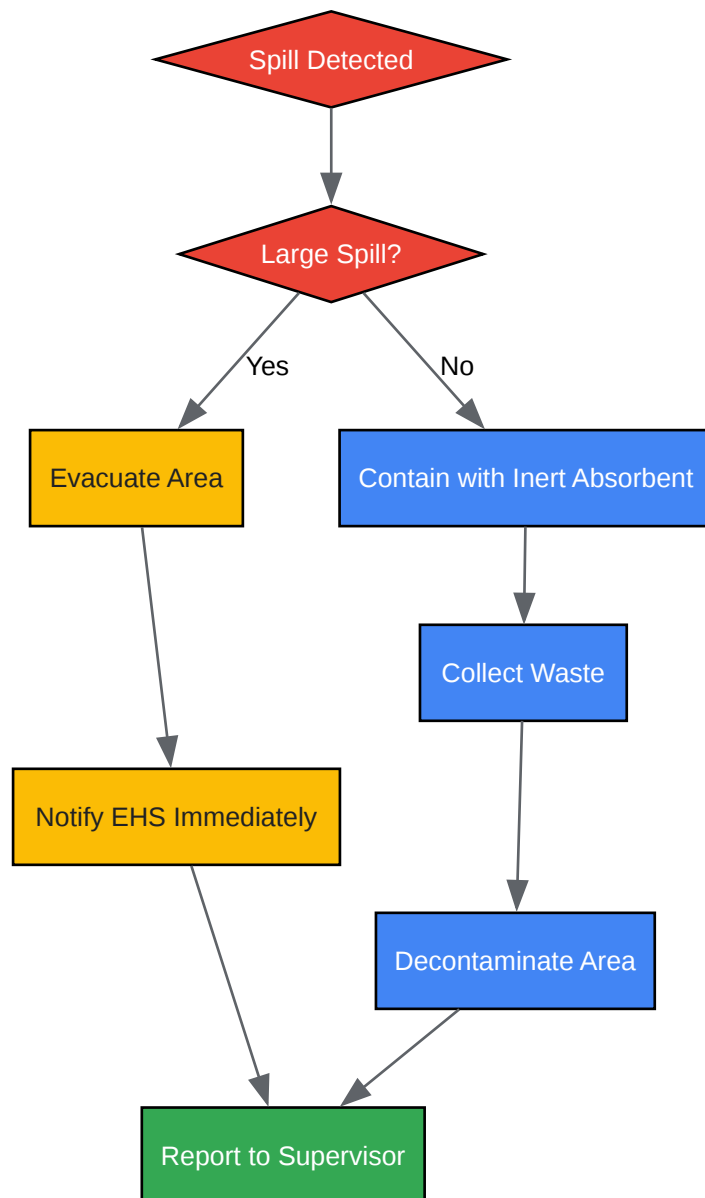 Spill Detected
Large Spill?
Yes
No
Evacuate Area
Contain with Inert Absorbent
Collect Waste
Notify EHS Immediately
Decontaminate Area
Report to Supervisor